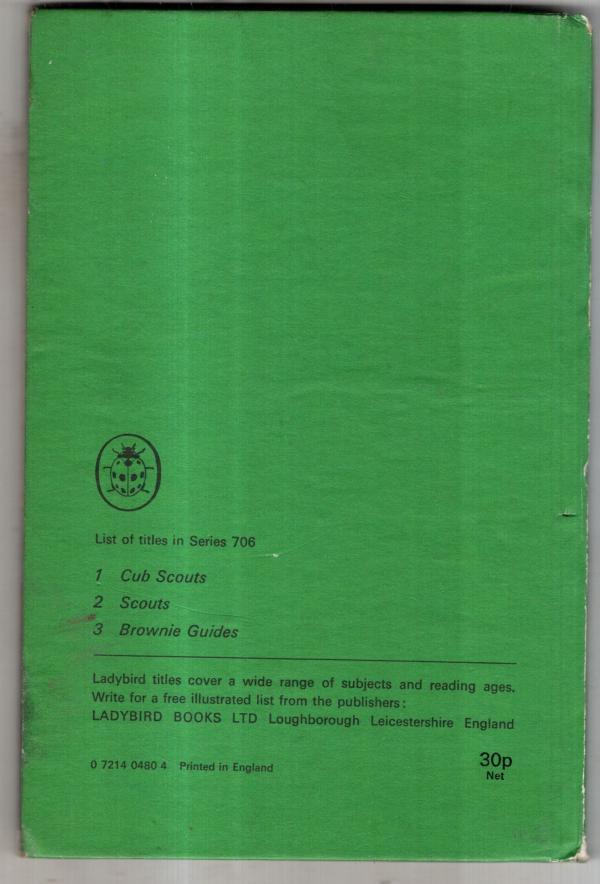 List of titles in Series 706
1 Cub Scouts
2 Scouts
3 Brownie Guides
Ladybird titles cover a wide range of subjects and reading ages.
Write for a free illustrated list from the publishers:
LADYBIRD BOOKS LTD Loughborough Leicestershire England
0 7214 0480 4 Printed in England
30p
Net